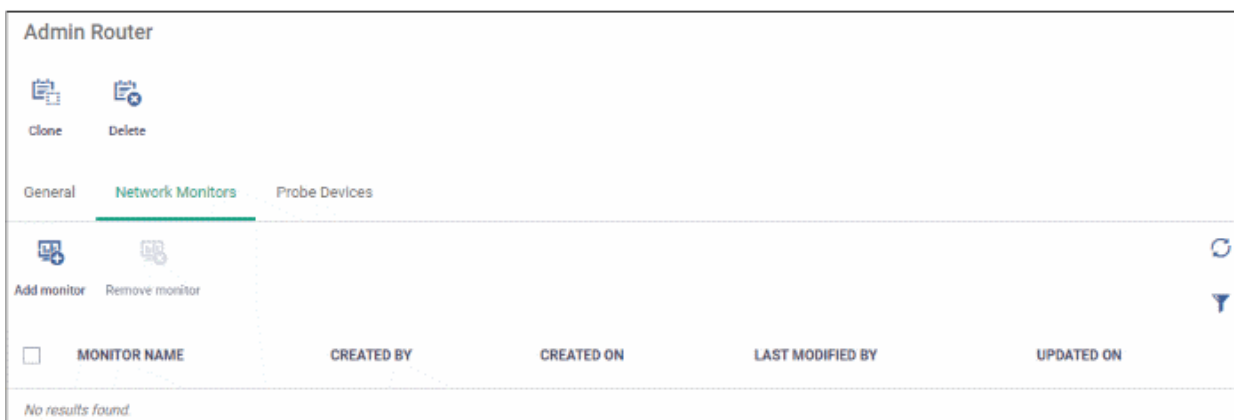 Admin Router
Clone Delete
General Network Monitors Probe Devices
Add monitor Remove monitor
MONITOR NAME CREATED BY CREATED ON LAST MODIFIED BY UPDATED ON
No results found.